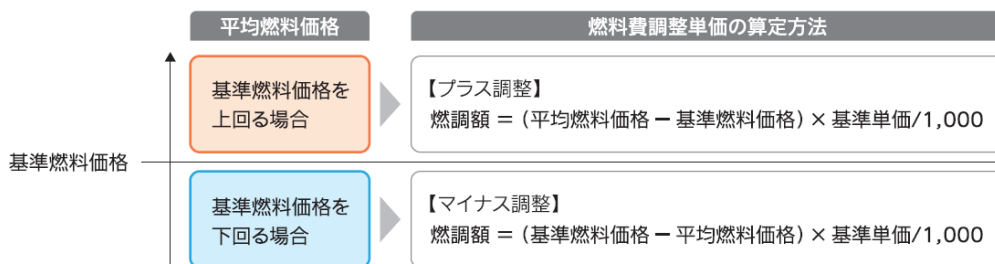 平均燃料価格
燃料費調整単価の算定方法
基準燃料価格を
上回る場合
【プラス調整】
燃調額 ＝（平均燃料価格 − 基準燃料価格）× 基準単価/1,000
基準燃料価格
基準燃料価格を
下回る場合
【マイナス調整】
燃調額 ＝（基準燃料価格 − 平均燃料価格）× 基準単価/1,000